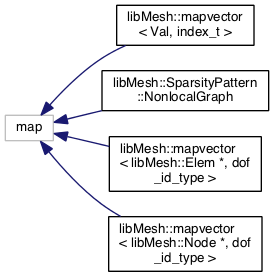 libMesh::mapvector
< Val, index_t >
libMesh::SparsityPattern
::NonlocalGraph
map
libMesh::mapvector
< libMesh::Elem *, dof
_id_type >
libMesh::mapvector
< libMesh::Node *, dof
_id_type >